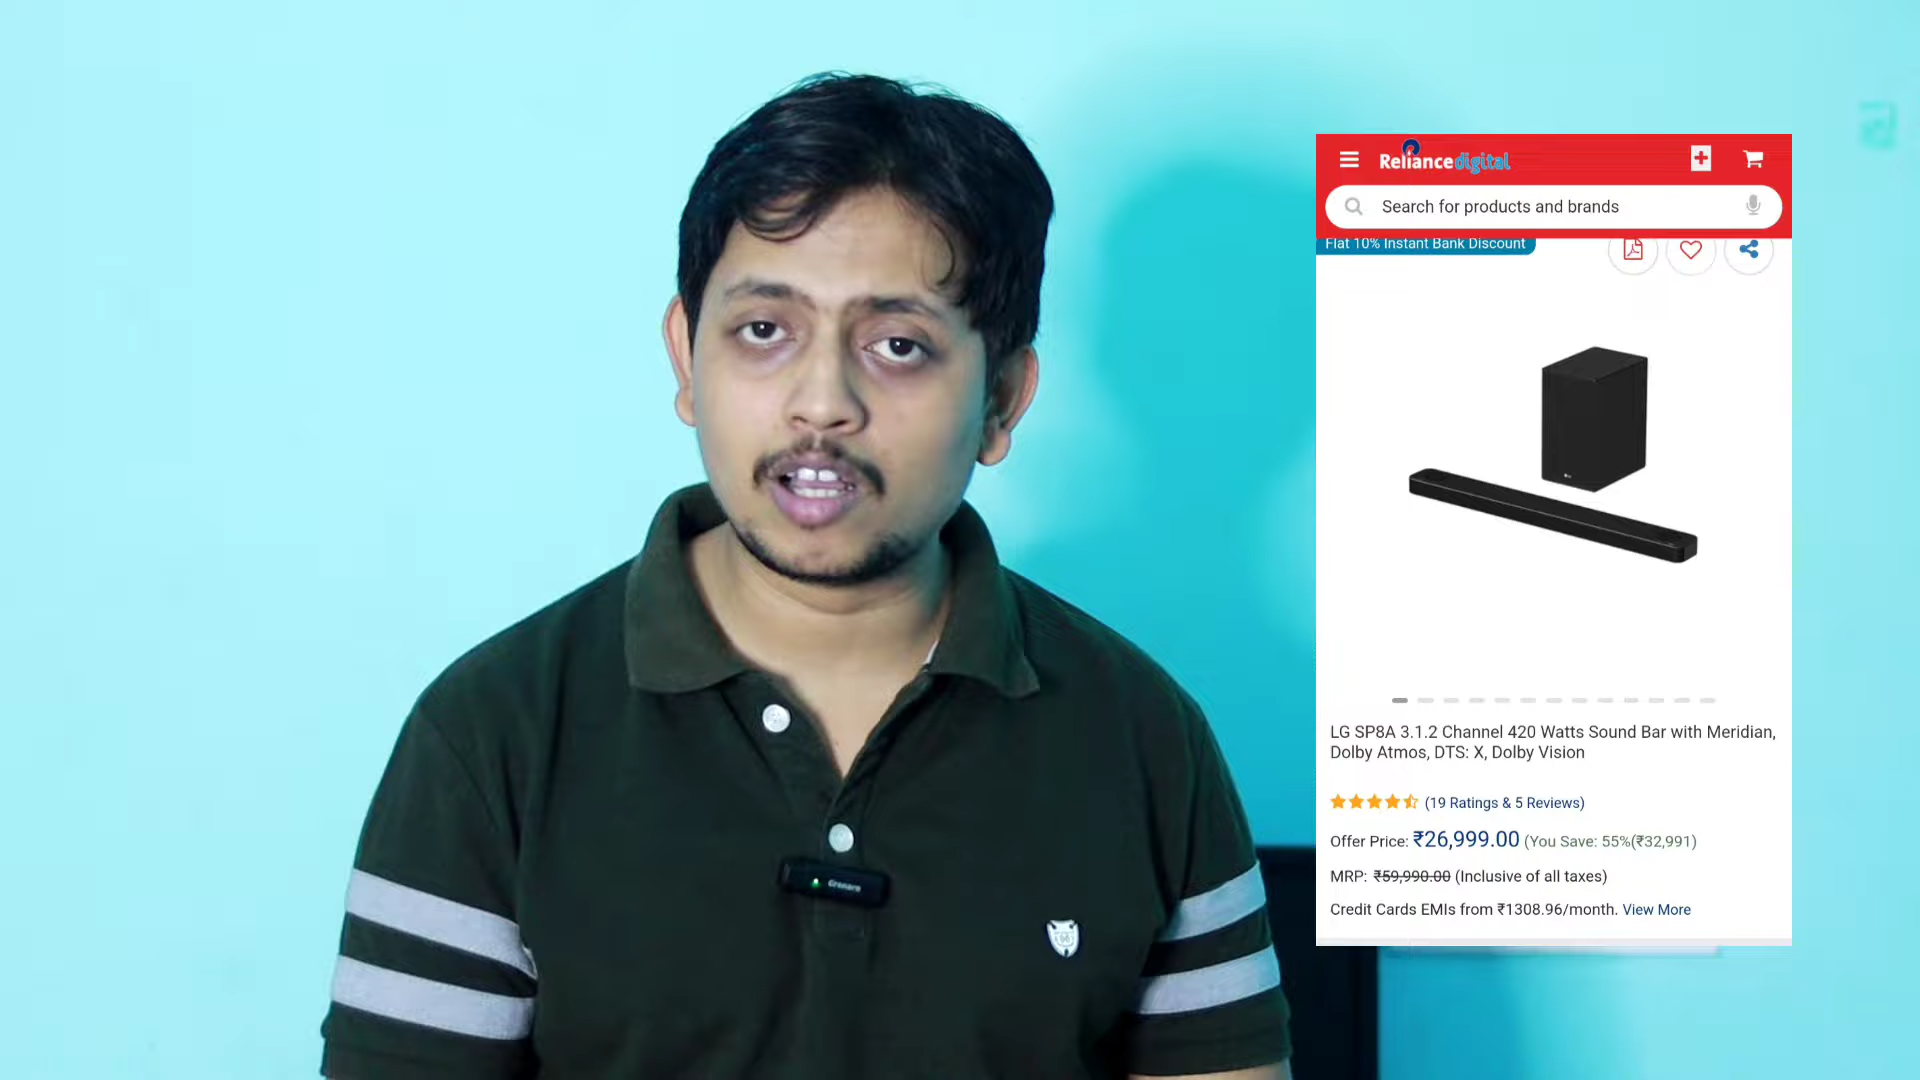 Reliance digital
Search for products and brands
Flat 10% Instant Bank Discount
LG SP8A 3.1.2 Channel 420 Watts Sound Bar with Meridian,
Dolby Atmos, DTS: X, Dolby Vision
(19 Ratings & 5 Reviews)
Offer Price: ₹26,999.00 (You Save: 55%(₹32,991)
MRP: ₹59,990.00 (Inclusive of all taxes)
Credit Cards EMIs from ₹1308.96/month. View More
Grenaro